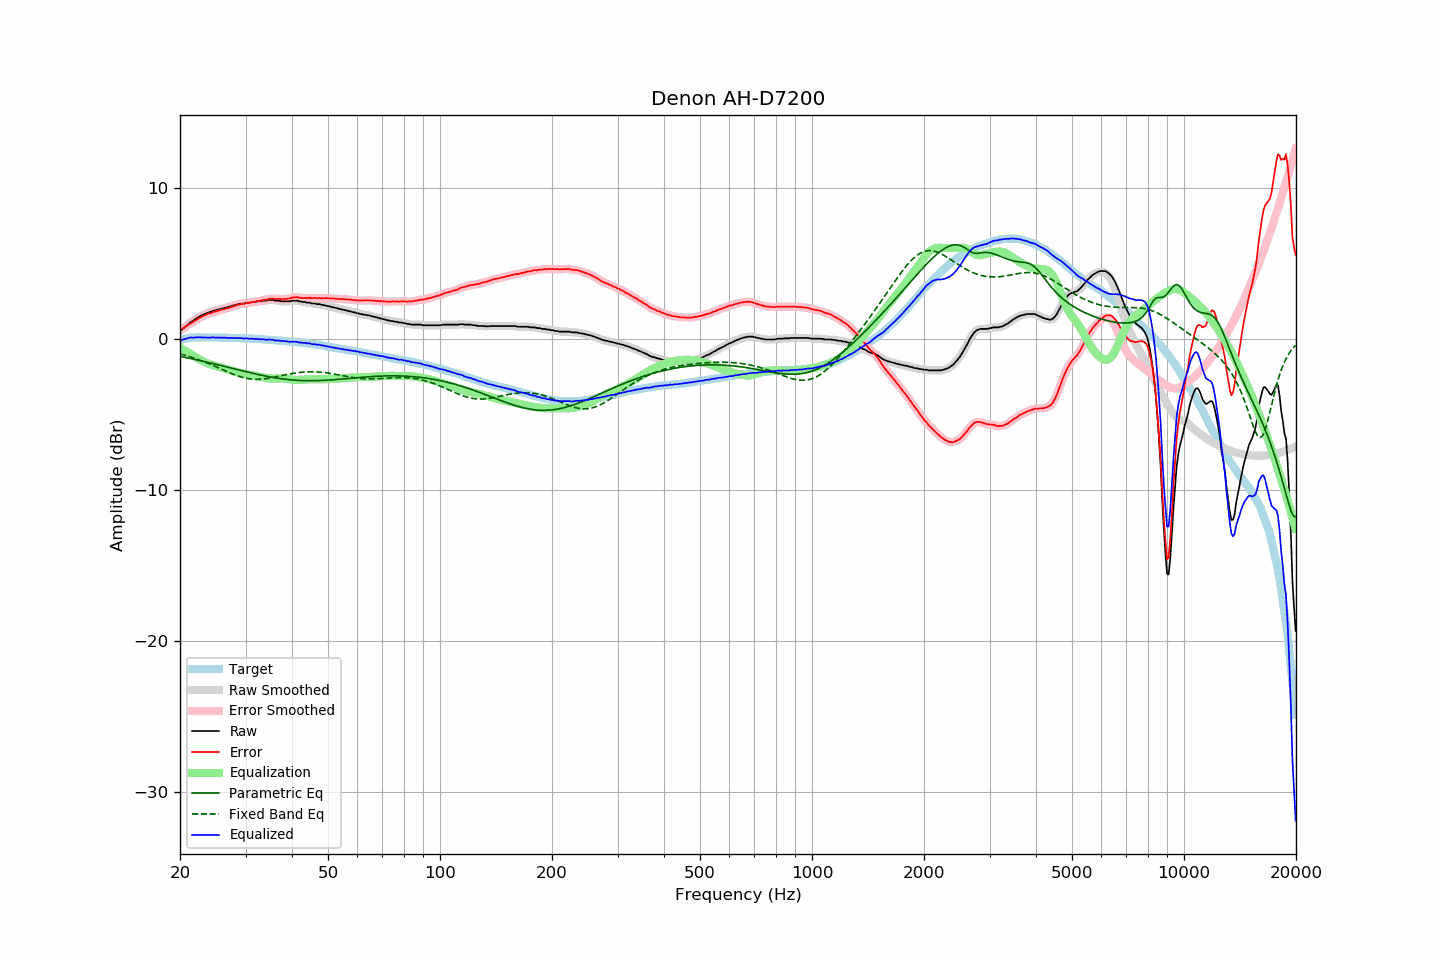 Denon AH-D7200
Amplitude (dBr)
10
0
−10
−20
−30
Target
Raw Smoothed
Error Smoothed
Raw
Error
Equalization
Parametric Eq
Fixed Band Eq
Equalized
20 50 100 200 500 1000 2000 5000 10000 20000
Frequency (Hz)